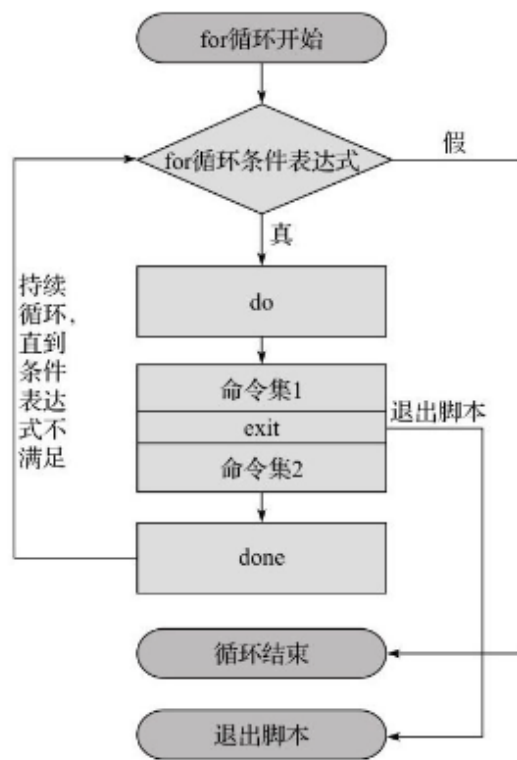 for循环开始
for循环条件表达式
假
真
do
持续
循环,
直到
条件
表达
式不
满足
命令集1
exit
退出脚本
命令集2
done
循环结束
退出脚本